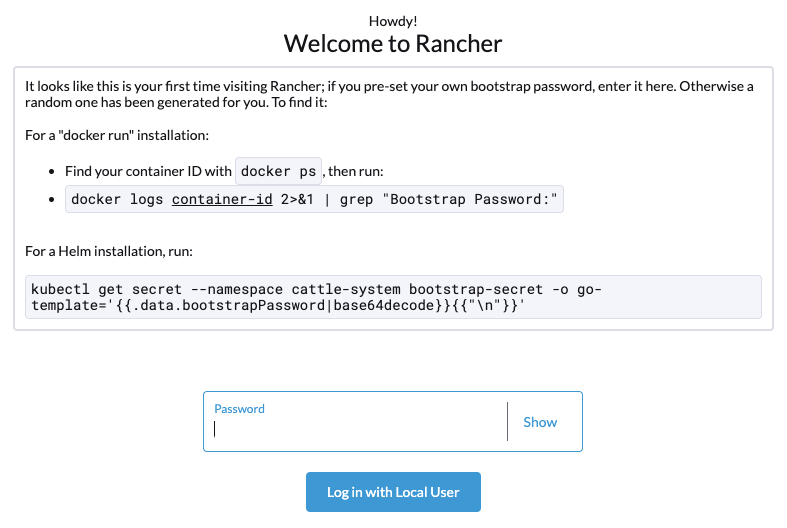 Howdy!
Welcome to Rancher
It looks like this is your first time visiting Rancher; if you pre-set your own bootstrap password, enter it here. Otherwise a
random one has been generated for you. To find it:
For a "docker run" installation:
• Find your container ID with docker ps , then run:
• docker logs container-id 2>&1 | grep "Bootstrap Password:"
For a Helm installation, run:
kubectl get secret --namespace cattle-system bootstrap-secret -o go-
template='{{.data.bootstrapPassword|base64decode}}{{"\n"}}'
Password
Show
Log in with Local User